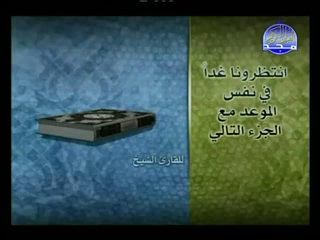 انتظرونا غداً
في نفس
الموعد مع
الجزء التالي
للقارئ الشيخ